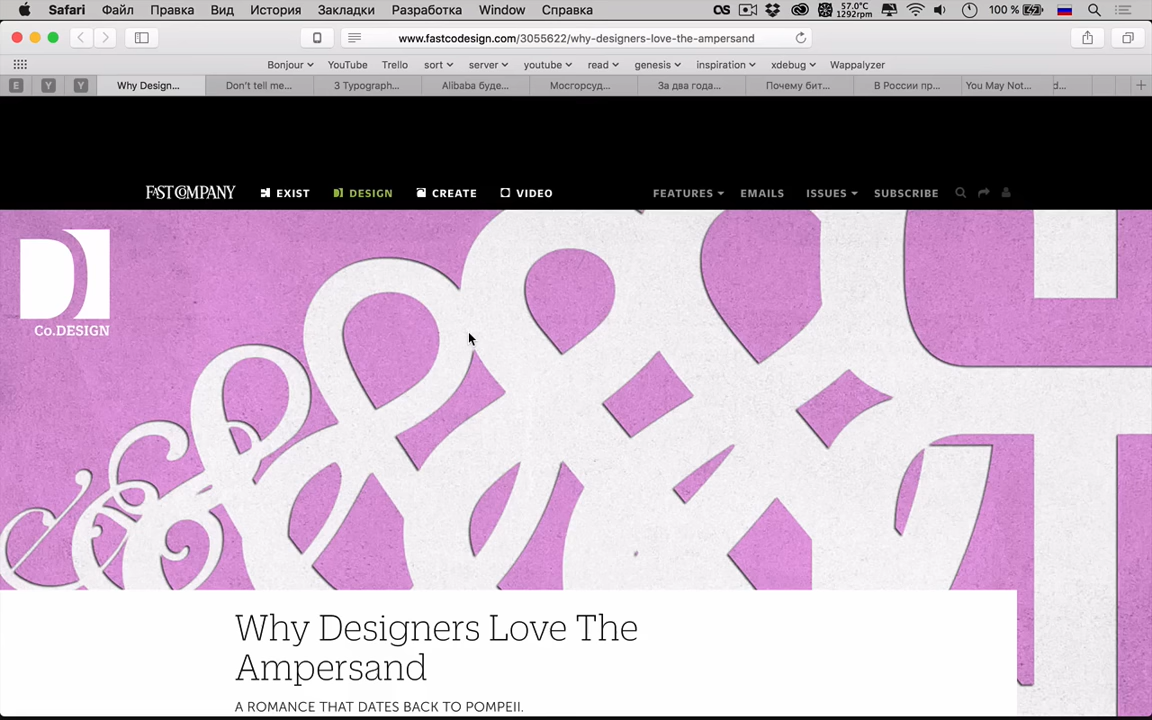 Safari Файл Правка Вид История Закладки Разработка Window Справка 57.0°C 1292rpm 100 %
www.fastcodesign.com/3055622/why-designers-love-the-ampersand
Bonjour YouTube Trello sort server youtube read genesis inspiration xdebug Wappalyzer
E Y Y Why Design... Don't tell me... 3 Typograph... Alibaba буде... Мосгорсуд... За два года... Почему бит... В России пр... You May Not... d...
FAST COMPANY EXIST DESIGN CREATE VIDEO FEATURES EMAILS ISSUES SUBSCRIBE
Co.DESIGN
Why Designers Love The
Ampersand
A ROMANCE THAT DATES BACK TO POMPEII.